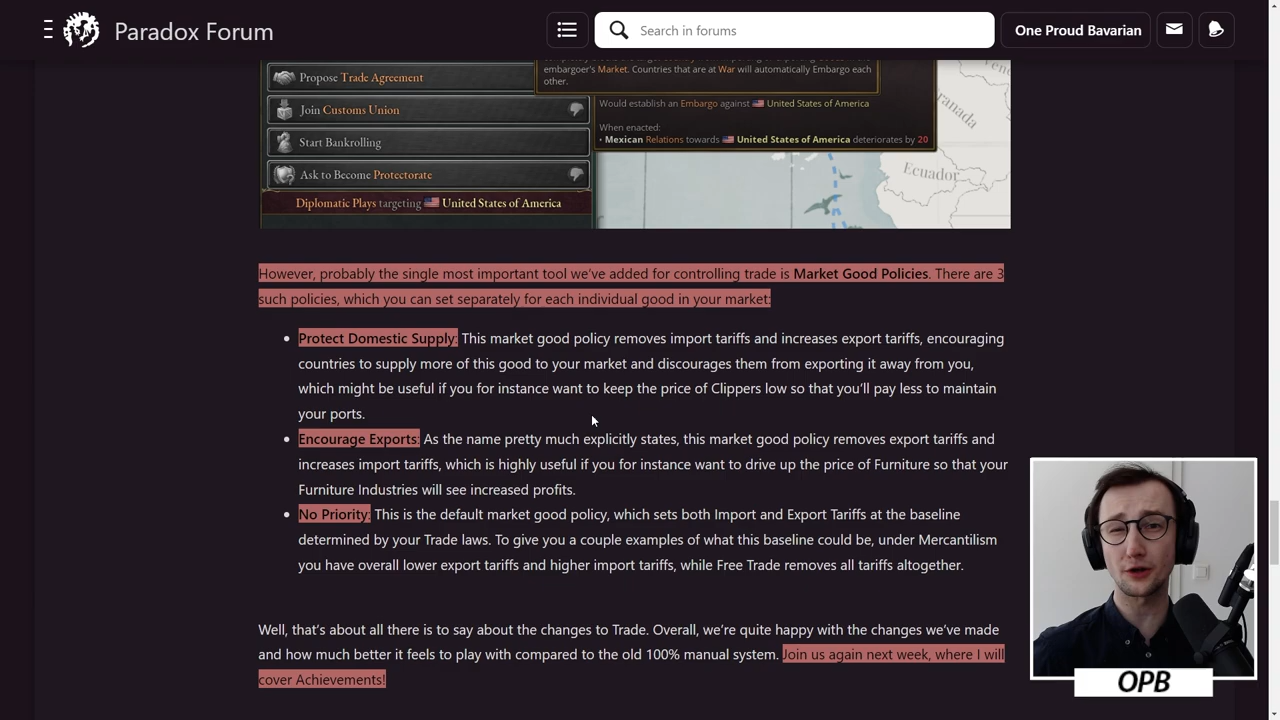 Paradox Forum
Search in forums
One Proud Bavarian
Propose Trade Agreement
embargoer's Market. Countries that are at War will automatically Embargo each
other.
Join Customs Union
Would establish an Embargo against United States of America
When enacted:
• Mexican Relations towards United States of America deteriorates by 20
Start Bankrolling
Ask to Become Protectorate
Diplomatic Plays targeting United States of America
Ecuador
However, probably the single most important tool we've added for controlling trade is Market Good Policies. There are 3
such policies, which you can set separately for each individual good in your market:
• Protect Domestic Supply: This market good policy removes import tariffs and increases export tariffs, encouraging
countries to supply more of this good to your market and discourages them from exporting it away from you,
which might be useful if you for instance want to keep the price of Clippers low so that you'll pay less to maintain
your ports.
• Encourage Exports: As the name pretty much explicitly states, this market good policy removes export tariffs and
increases import tariffs, which is highly useful if you for instance want to drive up the price of Furniture so that your
Furniture Industries will see increased profits.
• No Priority: This is the default market good policy, which sets both Import and Export Tariffs at the baseline
determined by your Trade laws. To give you a couple examples of what this baseline could be, under Mercantilism
you have overall lower export tariffs and higher import tariffs, while Free Trade removes all tariffs altogether.
Well, that's about all there is to say about the changes to Trade. Overall, we're quite happy with the changes we've made
and how much better it feels to play with compared to the old 100% manual system. Join us again next week, where I will
cover Achievements!
OPB